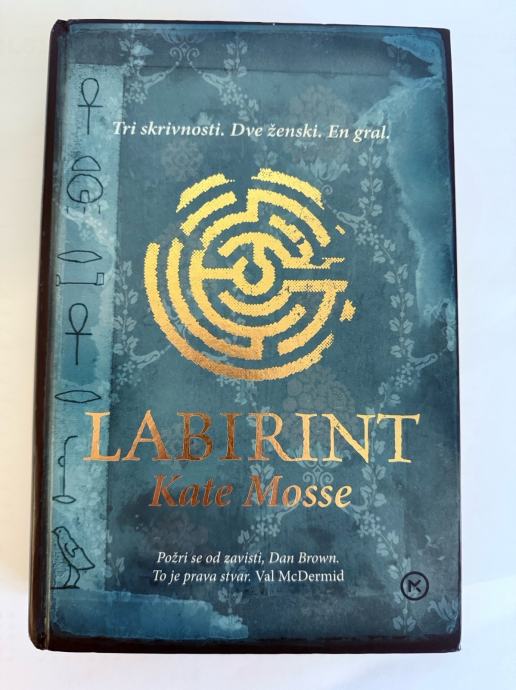 Tri skrivnosti. Dve ženski. En gral.
LABIRINT
Kate Mosse
Požri se od zavisti, Dan Brown.
To je prava stvar. Val McDermid